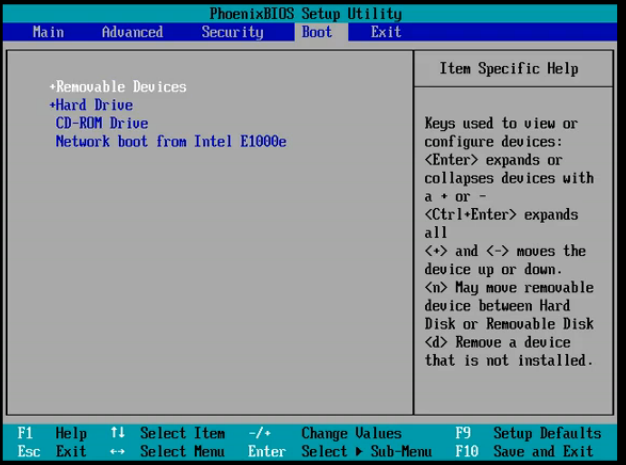 PhoenixBIOS Setup Utility
Main Advanced Security Boot Exit
+Removable Devices
+Hard Drive
CD-ROM Drive
Network boot from Intel E1000e
Item Specific Help
Keys used to view or
configure devices:
<Enter> expands or
collapses devices with
a + or -
<Ctrl+Enter> expands
all
<+> and <-> moves the
device up or down.
<n> May move removable
device between Hard
Disk or Removable Disk
<d> Remove a device
that is not installed.
F1 Help ↑↓ Select Item -/+ Change Values F9 Setup Defaults
Esc Exit ↔ Select Menu Enter Select ▶ Sub-Menu F10 Save and Exit